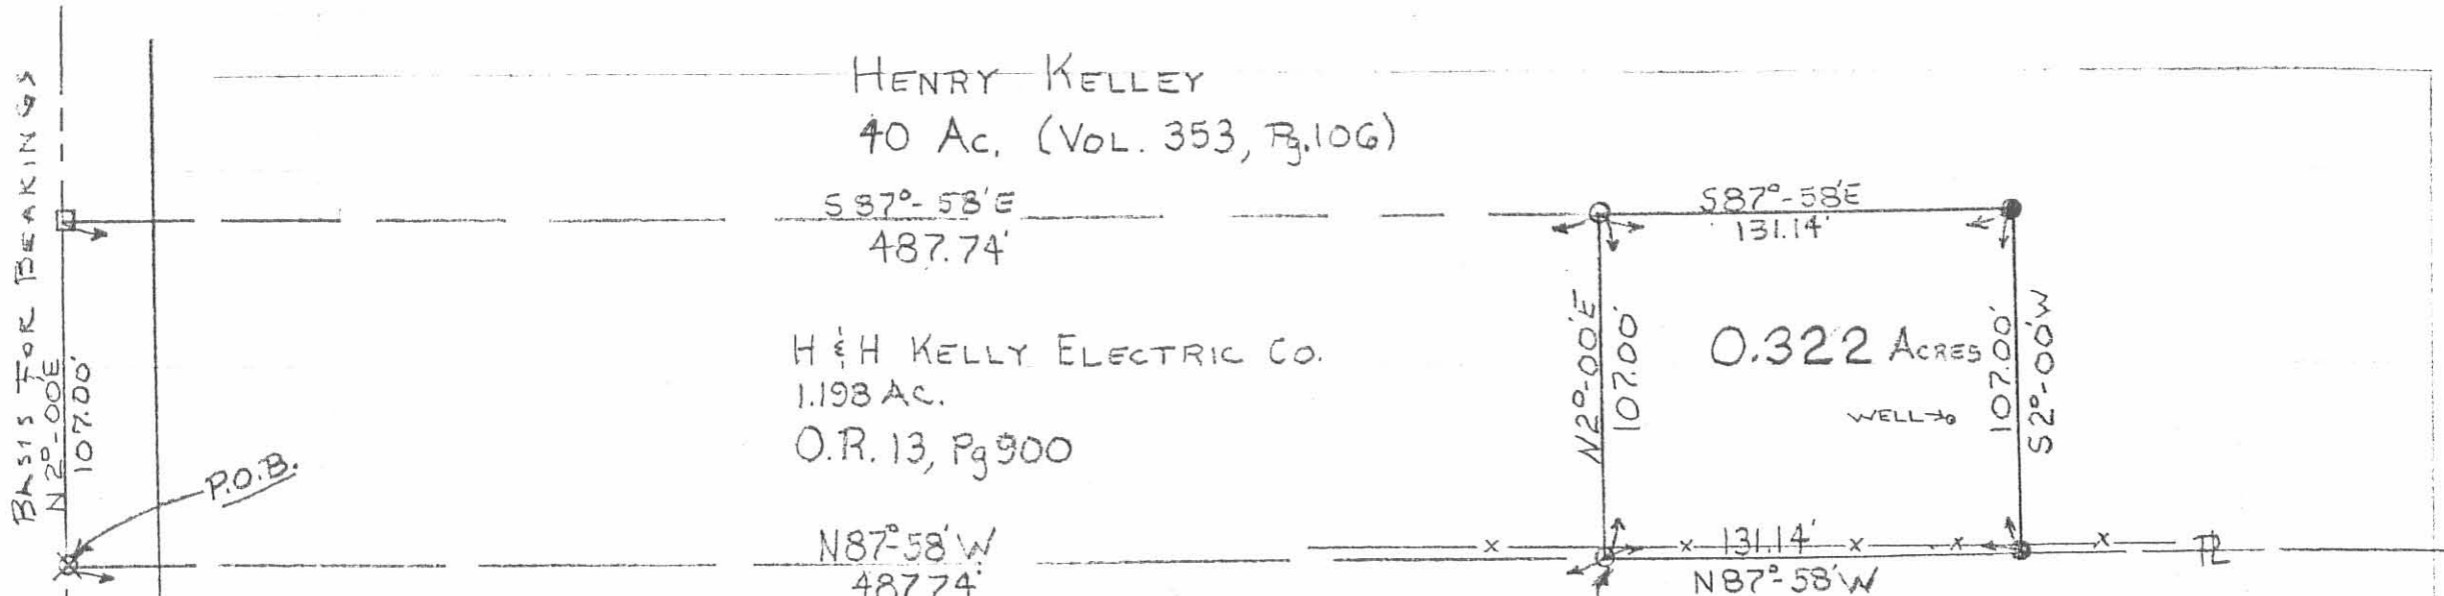 HENRY KELLEY
40 Ac. (VOL. 353, Pg.106)
S87°-58'E
487.74'
S87°-58'E
131.14'
BASIS FOR BEARINGS
N2°-00'E
107.00'
P.O.B.
H & H KELLY ELECTRIC CO.
1.198 AC.
O.R. 13, Pg 900
N2°-00'E
107.00'
0.322 ACRES
WELL
107.00'
S2°-00'W
N87°-58'W
487.74'
131.14'
N87°-58'W
PL